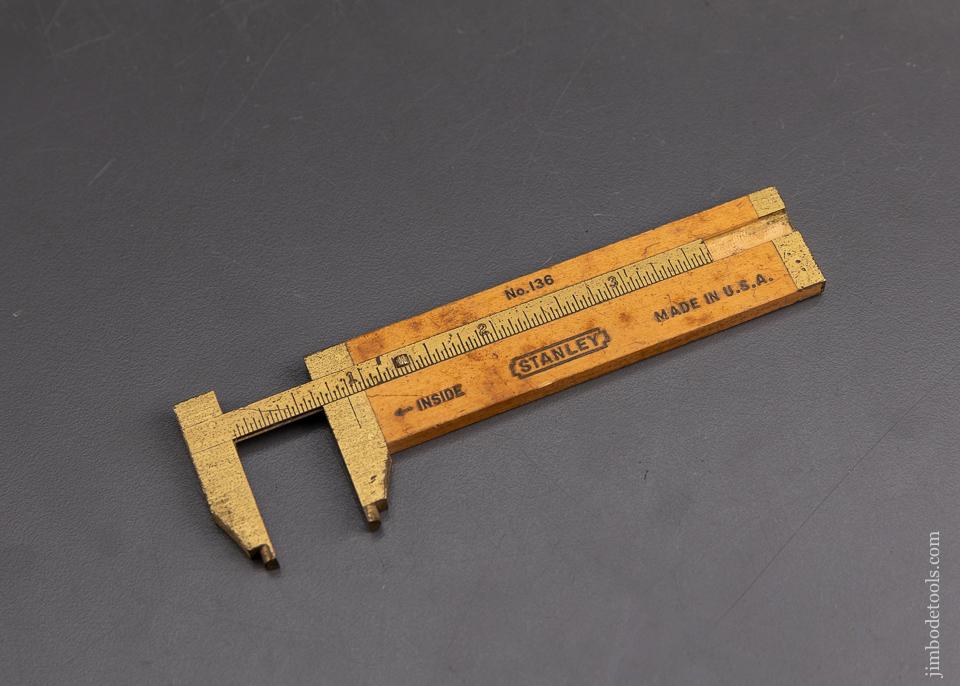 No.136
1 2 3
STANLEY
MADE IN U.S.A.
← INSIDE
jimbodetools.com